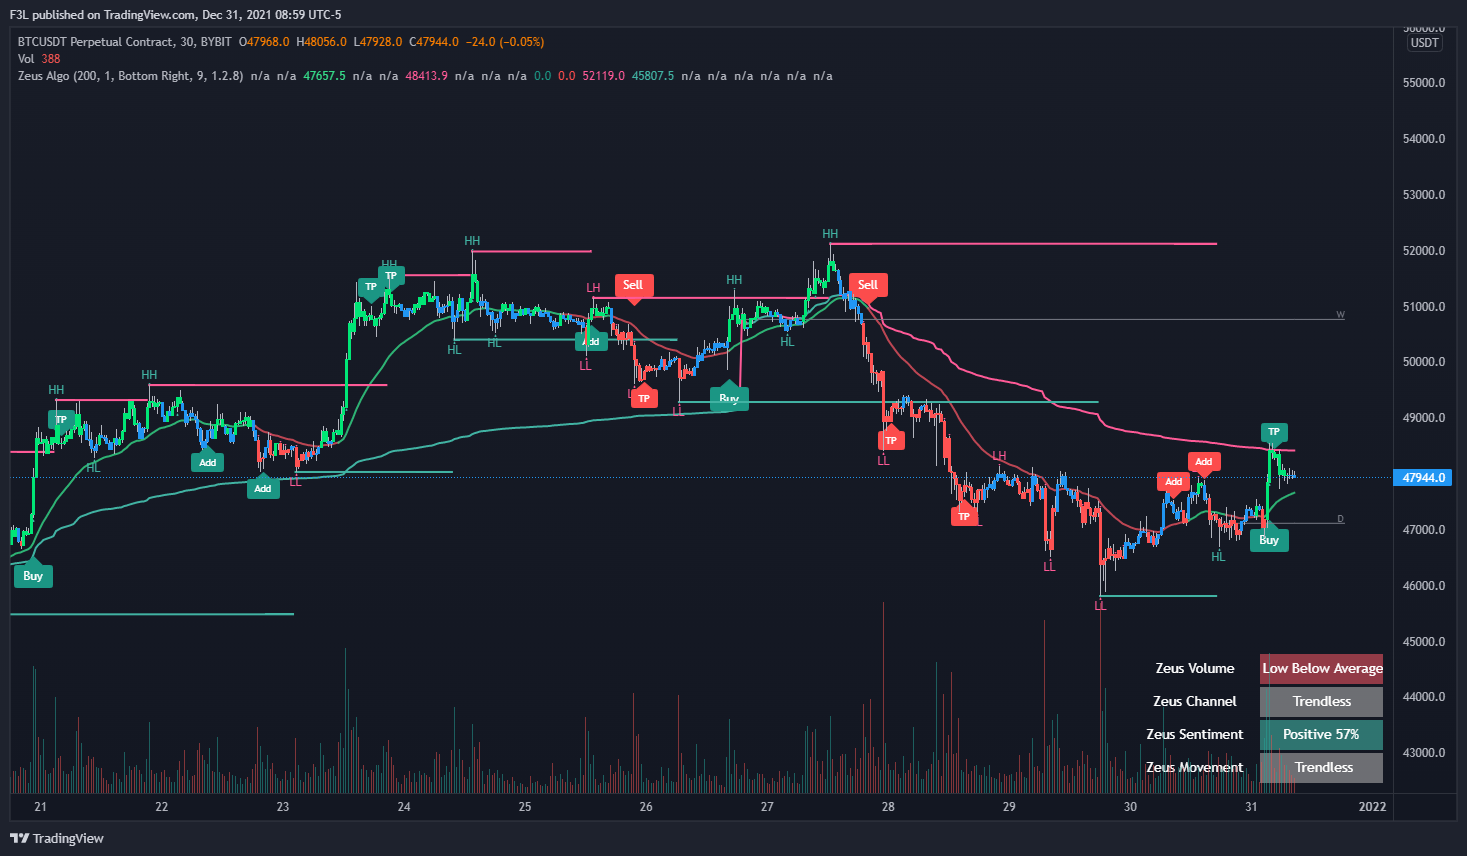 F3L published on TradingView.com, Dec 31, 2021 08:59 UTC-5
BTCUSDT Perpetual Contract, 30, BYBIT O47968.0 H48056.0 L47928.0 C47944.0 −24.0 (−0.05%)
Vol 388
Zeus Algo (200, 1, Bottom Right, 9, 1.2.8) n/a n/a 47657.5 n/a n/a 48413.9 n/a n/a n/a 0.0 0.0 52119.0 45807.5 n/a n/a n/a n/a n/a n/a
56000.0
USDT
55000.0
54000.0
53000.0
52000.0
51000.0
50000.0
49000.0
47944.0
47000.0
46000.0
45000.0
44000.0
43000.0
HH
HH
HH
TP
TP
HH
LH
Sell
HH
HH
Sell
W
HL
HL
Add
LL
HL
LL
TP
LL
Buy
HH
HH
TP
HL
Add
Add
LL
TP
LL
LH
TP
LL
LL
TP
Add
Add
HL
Buy
D
LL
Buy
Zeus Volume Low Below Average
Zeus Channel Trendless
Zeus Sentiment Positive 57%
Zeus Movement Trendless
21 22 23 24 25 26 27 28 29 30 31 2022
TradingView